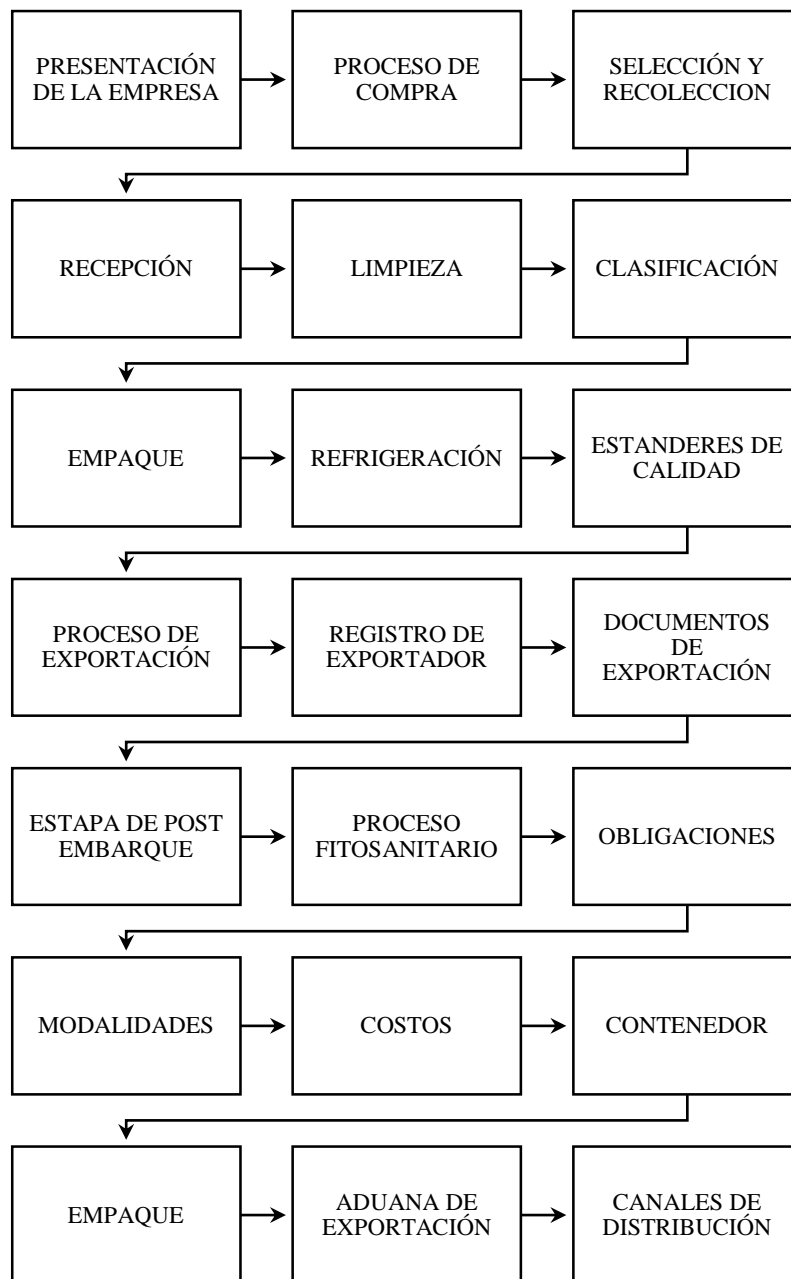 PRESENTACIÓN
DE LA EMPRESA
PROCESO DE
COMPRA
SELECCIÓN Y
RECOLECCION
RECEPCIÓN
LIMPIEZA
CLASIFICACIÓN
EMPAQUE
REFRIGERACIÓN
ESTANDERES DE
CALIDAD
PROCESO DE
EXPORTACIÓN
REGISTRO DE
EXPORTADOR
DOCUMENTOS
DE
EXPORTACIÓN
ESTAPA DE POST
EMBARQUE
PROCESO
FITOSANITARIO
OBLIGACIONES
MODALIDADES
COSTOS
CONTENEDOR
EMPAQUE
ADUANA DE
EXPORTACIÓN
CANALES DE
DISTRIBUCIÓN